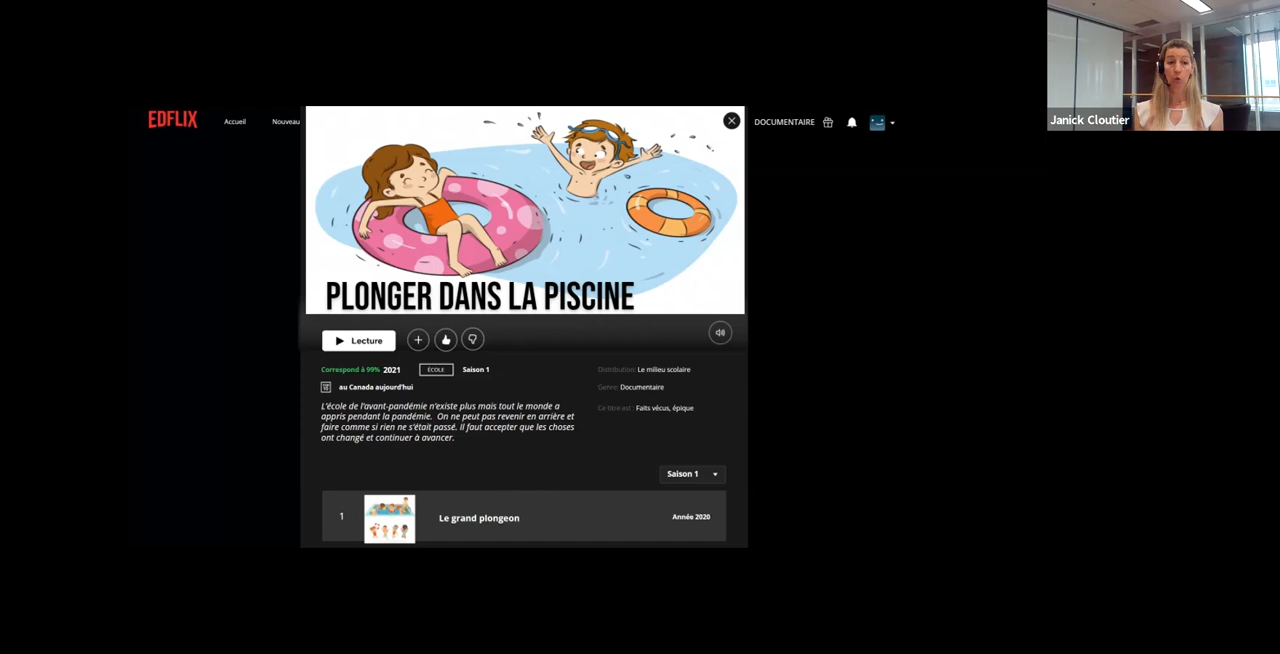 EDFLIX
Accueil
Nouveau
DOCUMENTAIRE
Janick Cloutier
PLONGER DANS LA PISCINE
Lecture
Correspond à 99% 2021 ÉCOLE Saison 1
au Canada aujourd'hui
L'école de l'avant-pandémie n'existe plus mais tout le monde a
appris pendant la pandémie. On ne peut pas revenir en arrière et
faire comme si rien ne s'était passé. Il faut accepter que les choses
ont changé et continuer à avancer.
Distribution: Le milieu scolaire
Genre: Documentaire
Ce titre est : Faits vécus, épique
Saison 1
1 Le grand plongeon Année 2020